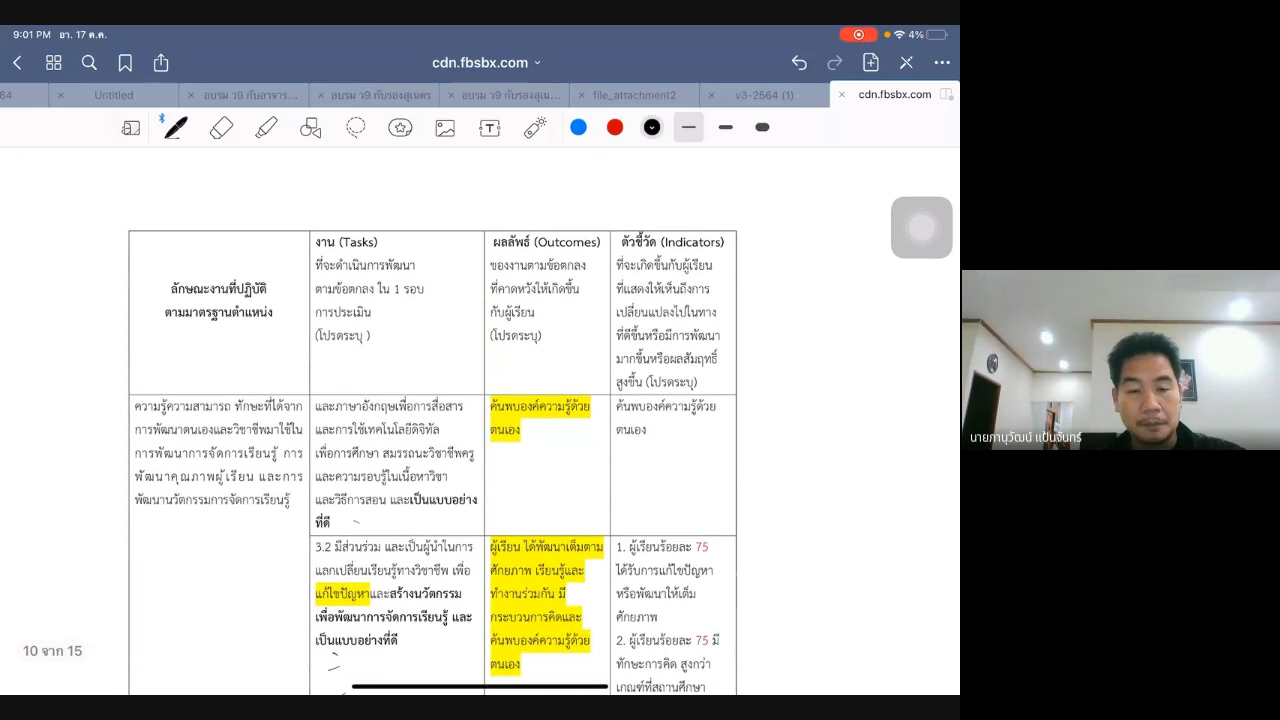 9:01 PM อา. 17 ต.ค.
4%
cdn.fbsbx.com
64
Untitled
อบรม ว9 กับอาจาร...
อบรม ว9 กับรองสุเนตร
อบรม ว9 กับรองสุเน...
file_attachment2
v3-2564 (1)
cdn.fbsbx.com
ลักษณะงานที่ปฏิบัติ
ตามมาตรฐานตำแหน่ง
งาน (Tasks)
ที่จะดำเนินการพัฒนา
ตามข้อตกลง ใน 1 รอบ
การประเมิน
(โปรดระบุ )
ผลลัพธ์ (Outcomes)
ของงานตามข้อตกลง
ที่คาดหวังให้เกิดขึ้น
กับผู้เรียน
(โปรดระบุ)
ตัวชี้วัด (Indicators)
ที่จะเกิดขึ้นกับผู้เรียน
ที่แสดงให้เห็นถึงการ
เปลี่ยนแปลงไปในทาง
ที่ดีขึ้นหรือมีการพัฒนา
มากขึ้นหรือผลสัมฤทธิ์
สูงขึ้น (โปรดระบุ)
ความรู้ความสามารถ ทักษะที่ได้จาก
การพัฒนาตนเองและวิชาชีพมาใช้ใน
การพัฒนาการจัดการเรียนรู้ การ
พัฒนาคุณภาพผู้เรียน และการ
พัฒนานวัตกรรมการจัดการเรียนรู้
และภาษาอังกฤษเพื่อการสื่อสาร
และการใช้เทคโนโลยีดิจิทัล
เพื่อการศึกษา สมรรถนะวิชาชีพครู
และความรอบรู้ในเนื้อหาวิชา
และวิธีการสอน และเป็นแบบอย่าง
ที่ดี
ค้นพบองค์ความรู้ด้วย
ตนเอง
ค้นพบองค์ความรู้ด้วย
ตนเอง
3.2 มีส่วนร่วม และเป็นผู้นำในการ
แลกเปลี่ยนเรียนรู้ทางวิชาชีพ เพื่อ
แก้ไขปัญหาและสร้างนวัตกรรม
เพื่อพัฒนาการจัดการเรียนรู้ และ
เป็นแบบอย่างที่ดี
ผู้เรียน ได้พัฒนาเต็มตาม
ศักยภาพ เรียนรู้และ
ทำงานร่วมกัน มี
กระบวนการคิดและ
ค้นพบองค์ความรู้ด้วย
ตนเอง
1. ผู้เรียนร้อยละ 75
ได้รับการแก้ไขปัญหา
หรือพัฒนาให้เต็ม
ศักยภาพ
2. ผู้เรียนร้อยละ 75 มี
ทักษะการคิด สูงกว่า
เกณฑ์ที่สถานศึกษา
10 จาก 15
นายภานุวัฒน์ แป้นจันทร์